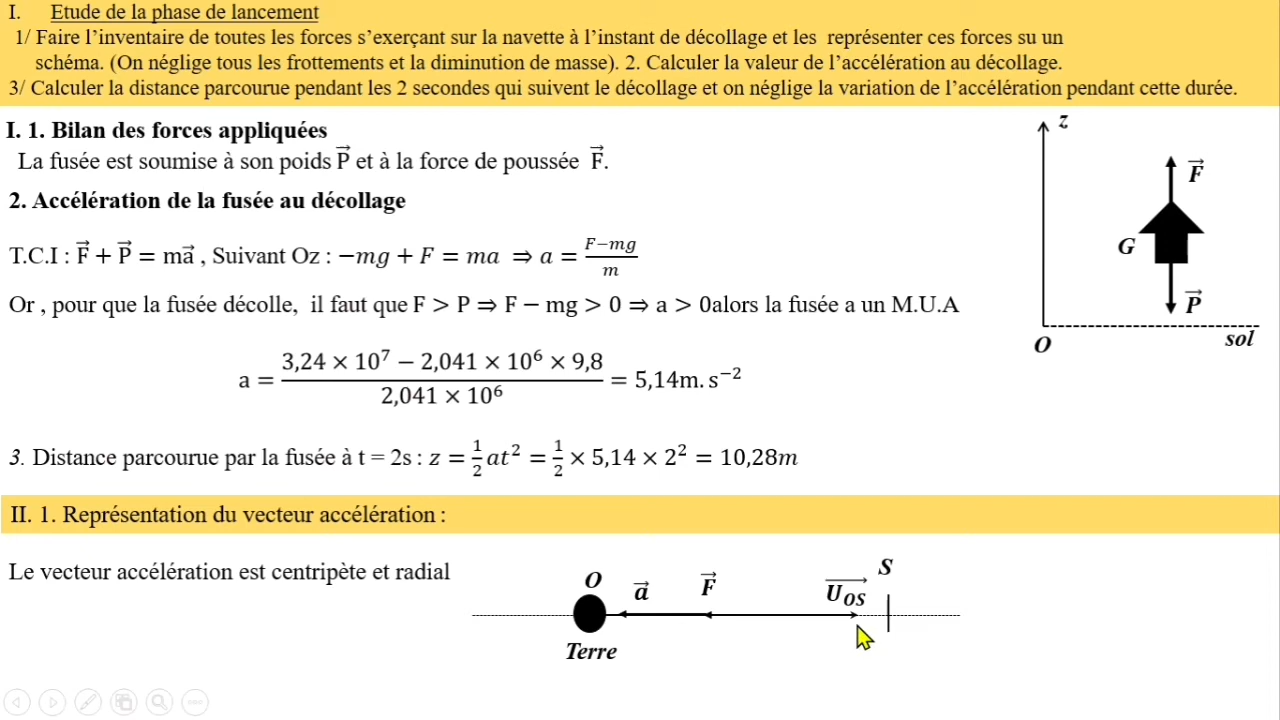 I. Etude de la phase de lancement
1/ Faire l’inventaire de toutes les forces s’exerçant sur la navette à l’instant de décollage et les représenter ces forces su un
schéma. (On néglige tous les frottements et la diminution de masse). 2. Calculer la valeur de l’accélération au décollage.
3/ Calculer la distance parcourue pendant les 2 secondes qui suivent le décollage et on néglige la variation de l’accélération pendant cette durée.
I. 1. Bilan des forces appliquées
La fusée est soumise à son poids P⃗ et à la force de poussée F⃗.
2. Accélération de la fusée au décollage
T.C.I : F⃗ + P⃗ = ma⃗ , Suivant Oz : −mg + F = ma ⇒ a = (F−mg)/m
Or , pour que la fusée décolle, il faut que F > P ⇒ F − mg > 0 ⇒ a > 0alors la fusée a un M.U.A
a = (3,24 × 10⁷ − 2,041 × 10⁶ × 9,8)/(2,041 × 10⁶) = 5,14m. s⁻²
3. Distance parcourue par la fusée à t = 2s : z = ½at² = ½ × 5,14 × 2² = 10,28m
z
F⃗
G
P⃗
O
sol
II. 1. Représentation du vecteur accélération :
Le vecteur accélération est centripète et radial
O
a⃗
F⃗
U⃗OS
S
Terre